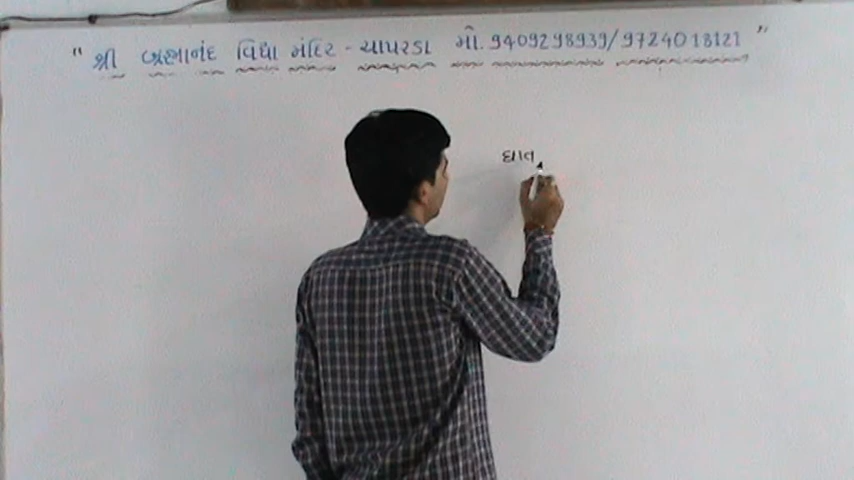 " શ્રી બ્રહ્માનંદ વિદ્યા મંદિર - ચાપરડા મો. 9409298939/9724018121 "
ઘાત